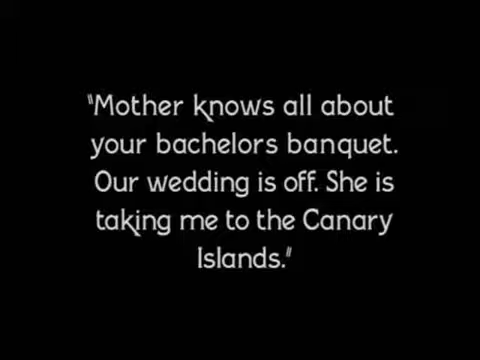 "Mother knows all about
your bachelors banquet.
Our wedding is off. She is
taking me to the Canary
Islands."